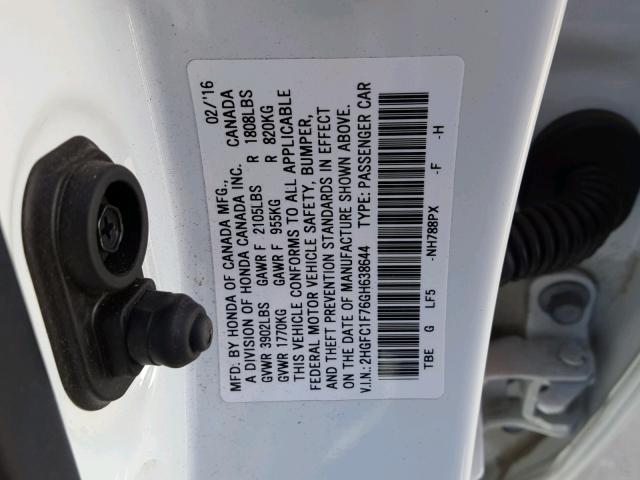 MFD. BY HONDA OF CANADA MFG., 02/'16
A DIVISION OF HONDA CANADA INC. CANADA
GVWR 3902LBS GAWR F 2105LBS R 1808LBS
GVWR 1770KG GAWR F 955KG R 820KG
THIS VEHICLE CONFORMS TO ALL APPLICABLE
FEDERAL MOTOR VEHICLE SAFETY, BUMPER,
AND THEFT PREVENTION STANDARDS IN EFFECT
ON THE DATE OF MANUFACTURE SHOWN ABOVE.
V.I.N.: 2HGFC1F76GH638644 TYPE: PASSENGER CAR
TBE G LF5 -NH788PX -F -H